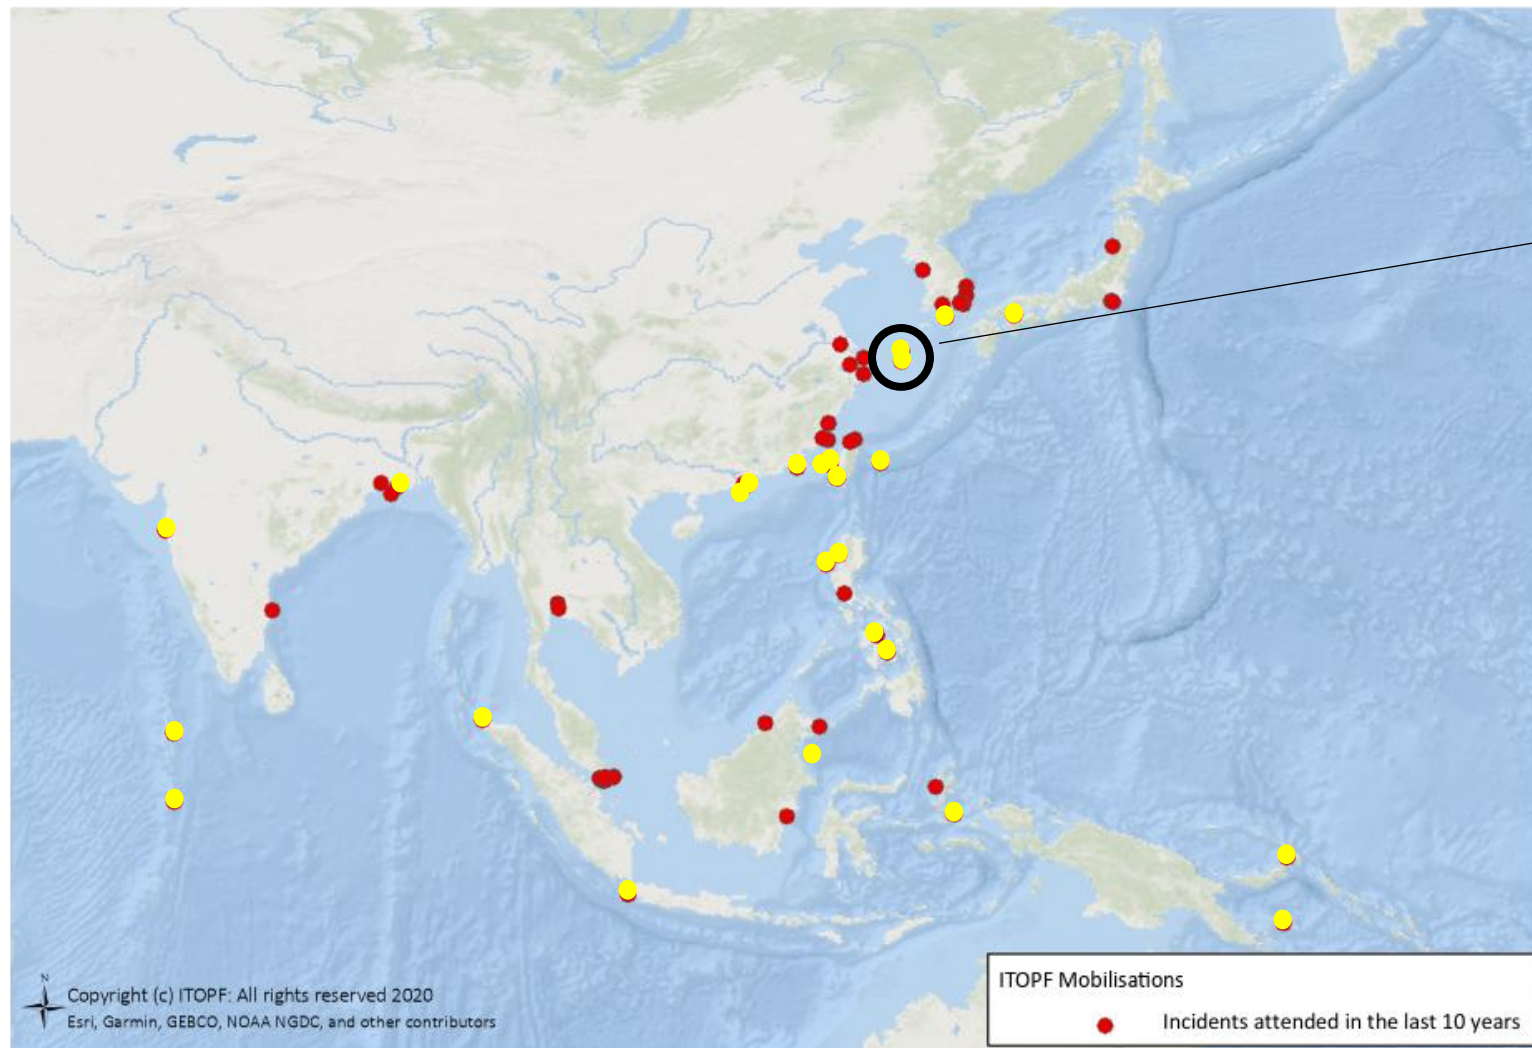 N
Copyright (c) ITOPF: All rights reserved 2020
Esri, Garmin, GEBCO, NOAA NGDC, and other contributors
ITOPF Mobilisations
Incidents attended in the last 10 years